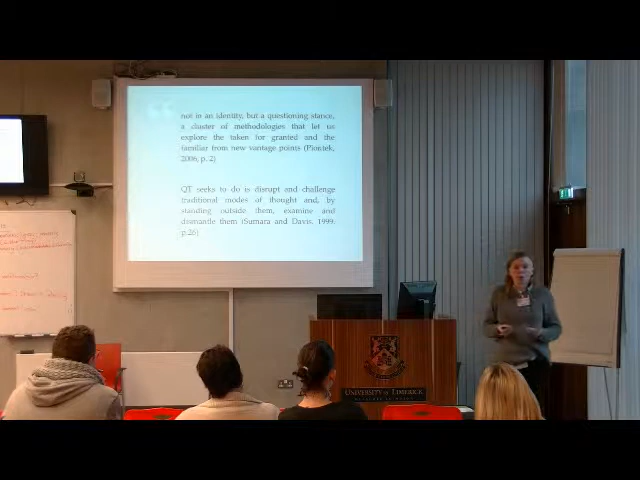 not in an identity, but a questioning stance,
a cluster of methodologies that let us
explore the taken for granted and the
familiar from new vantage points (Piontek,
2006, p.2)
QT seeks to do is disrupt and challenge
traditional modes of thought and, by
standing outside them, examine and
dismantle them (Sumara and Davis, 1999,
p.26)
UNIVERSITY OF LIMERICK